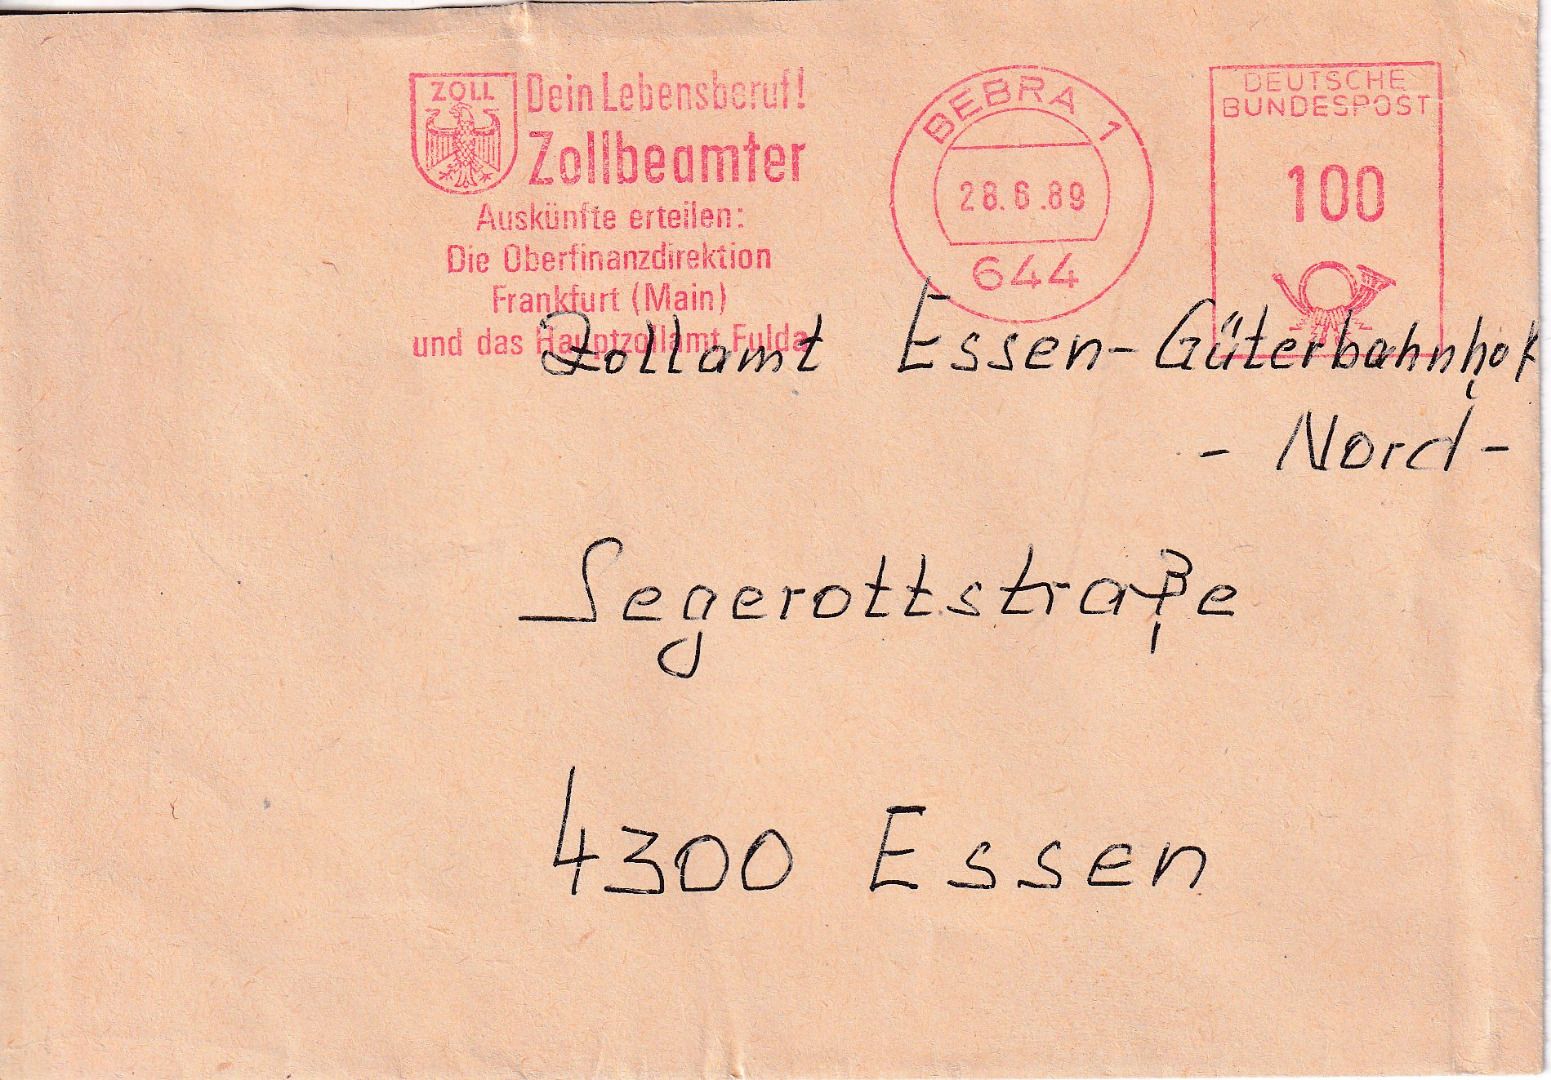 ZOLL
Dein Lebensberuf!
Zollbeamter
Auskünfte erteilen:
Die Oberfinanzdirektion
Frankfurt (Main)
und das Hauptzollamt Fulda
BEBRA 1
28.6.89
644
DEUTSCHE
BUNDESPOST
100
Zollamt Essen-Güterbahnhof
- Nord -
Segerottstraße
4300 Essen